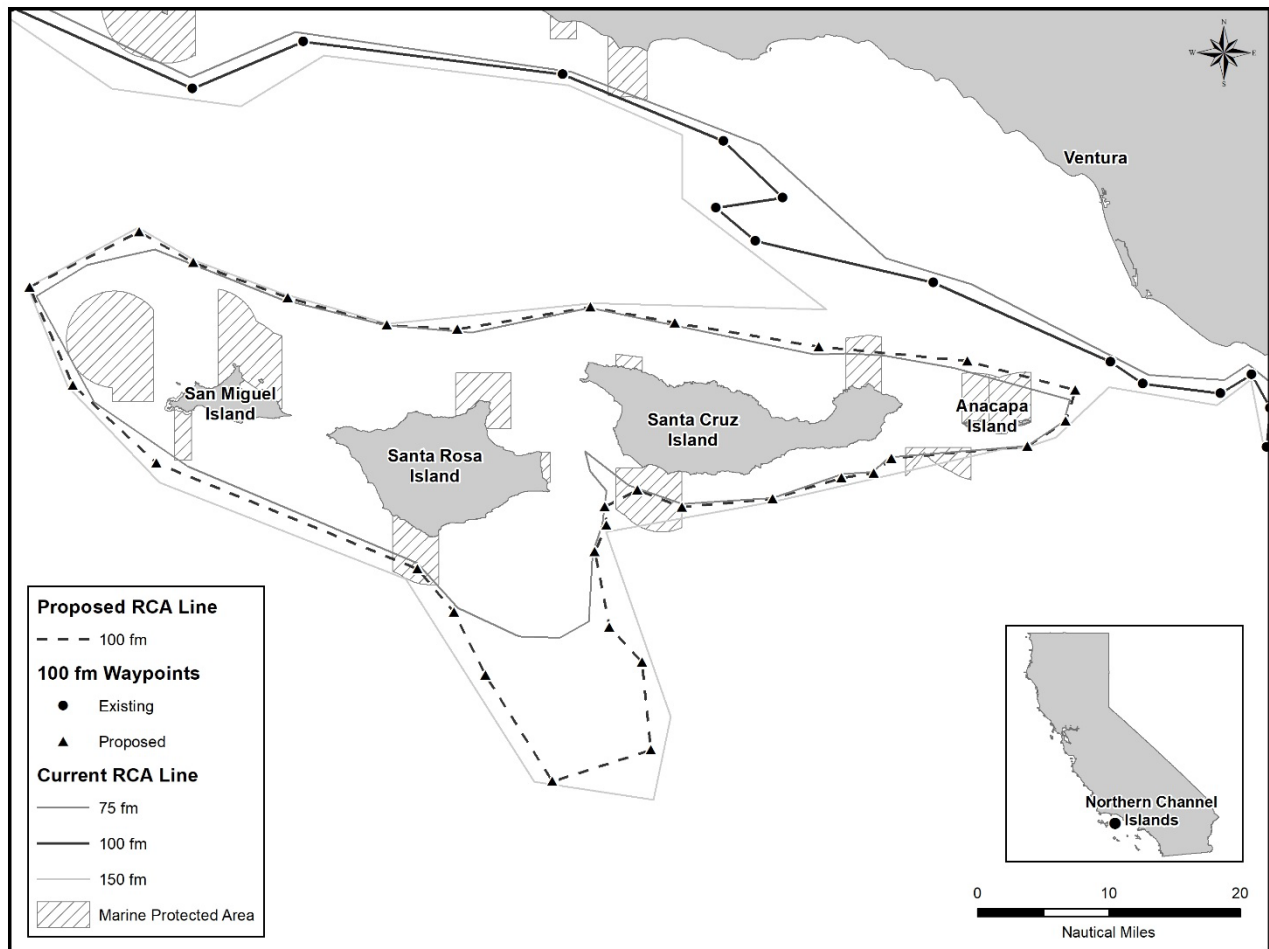 N
W E
S
Ventura
San Miguel
Island
Santa Rosa
Island
Santa Cruz
Island
Anacapa
Island
Proposed RCA Line
100 fm
100 fm Waypoints
Existing
Proposed
Current RCA Line
75 fm
100 fm
150 fm
Marine Protected Area
Northern Channel
Islands
0 10 20
Nautical Miles